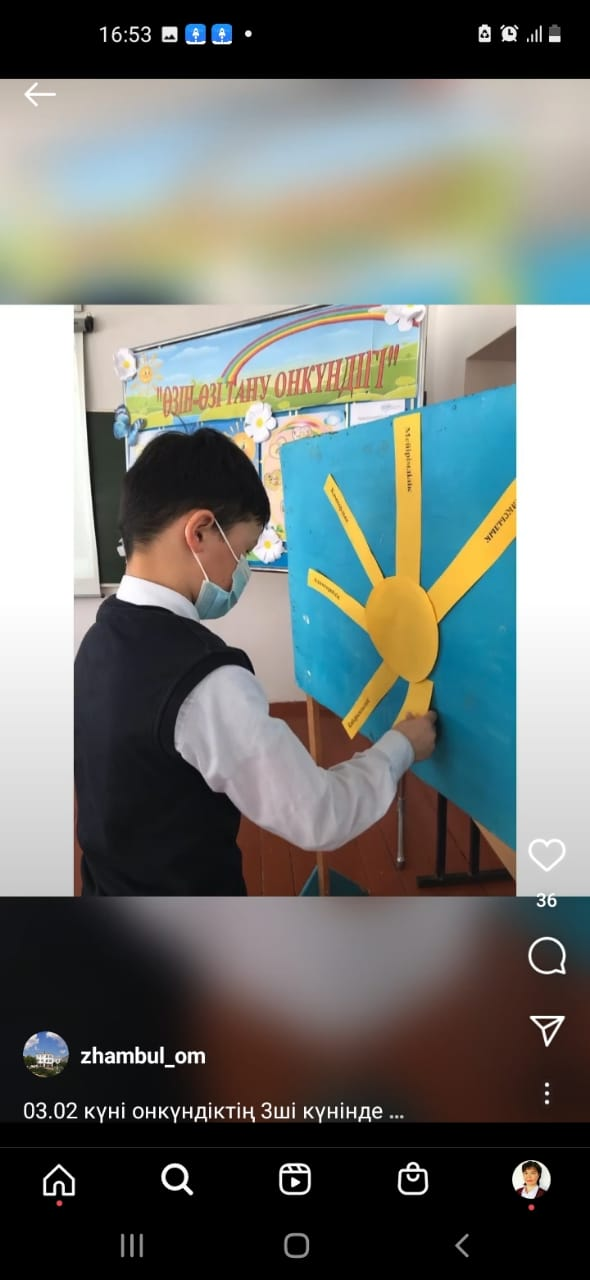 16:53
"ӨЗІН-ӨЗІ ТАНУ ОНКҮНДІГІ"
Мейірімділік
36
zhambul_om
03.02 күні онкүндіктің 3ші күнінде ...